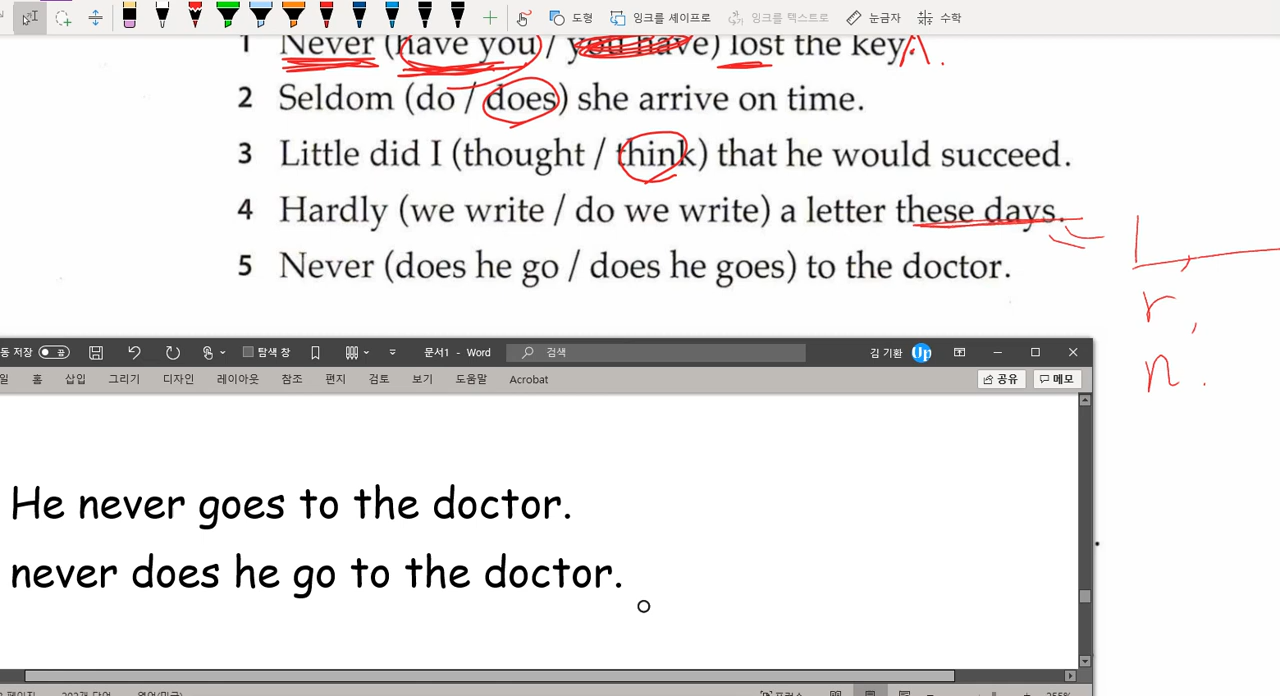 도형 잉크를 셰이프로 잉크를 텍스트로 눈금자 수학
1 Never (have you / you have) lost the key.
2 Seldom (do / does) she arrive on time.
3 Little did I (thought / think) that he would succeed.
4 Hardly (we write / do we write) a letter these days.
5 Never (does he go / does he goes) to the doctor.
r,
n.
동 저장 탐색 창 문서1 - Word 검색 김 기환 Up
일 홈 삽입 그리기 디자인 레이아웃 참조 편지 검토 보기 도움말 Acrobat 공유 메모
He never goes to the doctor.
never does he go to the doctor.